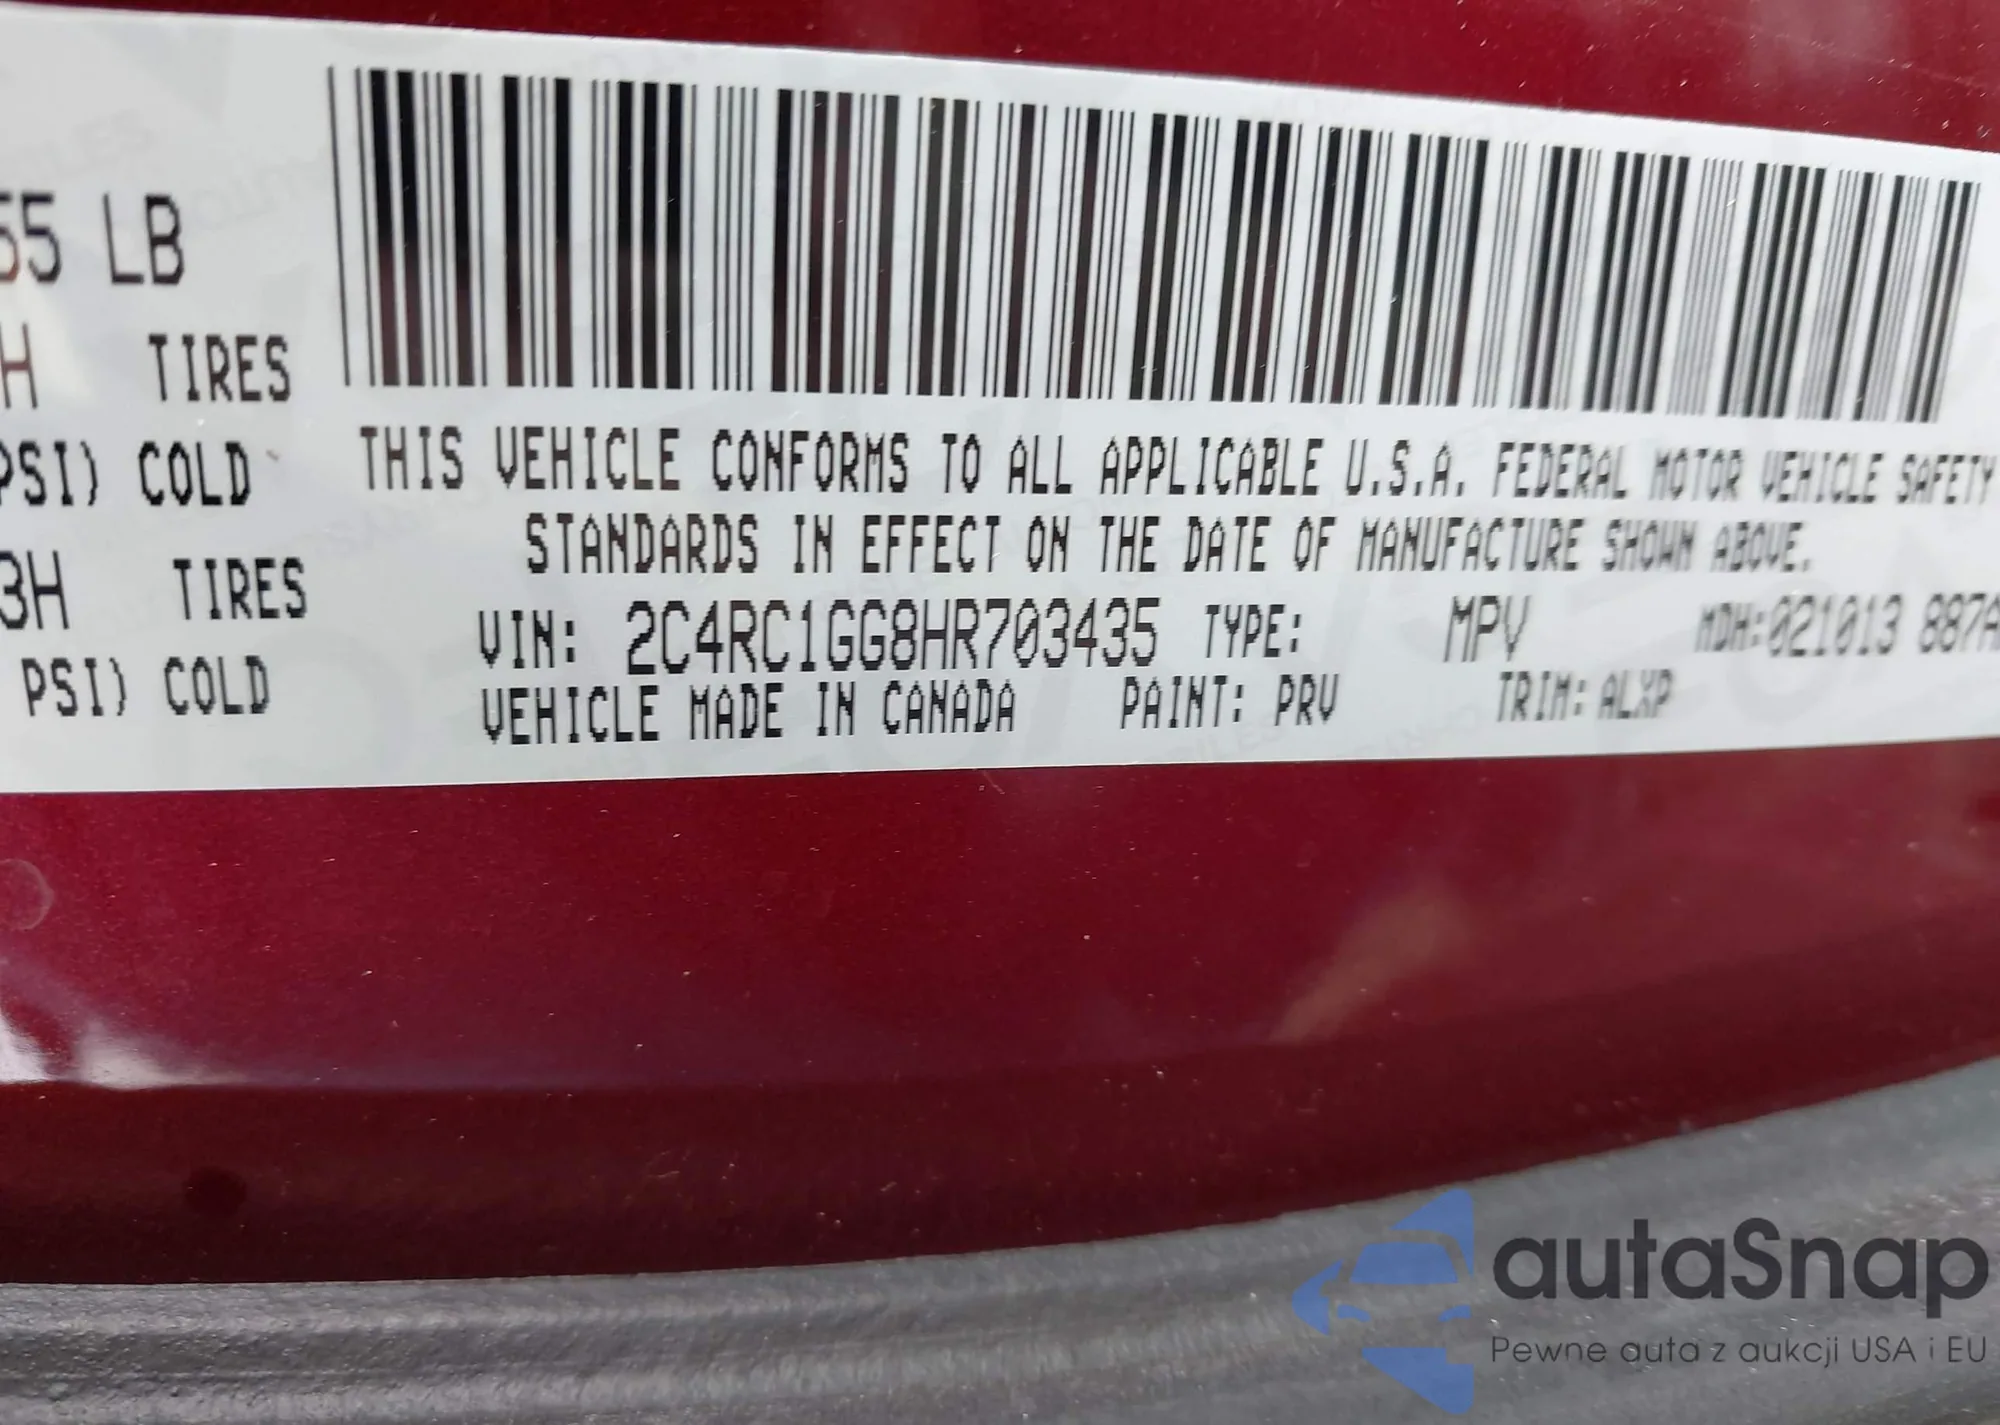 55 LB
H TIRES
PSI) COLD
3H TIRES
PSI) COLD
THIS VEHICLE CONFORMS TO ALL APPLICABLE U.S.A. FEDERAL MOTOR VEHICLE SAFETY
STANDARDS IN EFFECT ON THE DATE OF MANUFACTURE SHOWN ABOVE.
VIN: 2C4RC1GG8HR703435 TYPE: MPV MDH:021013 887A
VEHICLE MADE IN CANADA PAINT: PRV TRIM: ALXP
autaSnap
Pewne auta z aukcji USA i EU